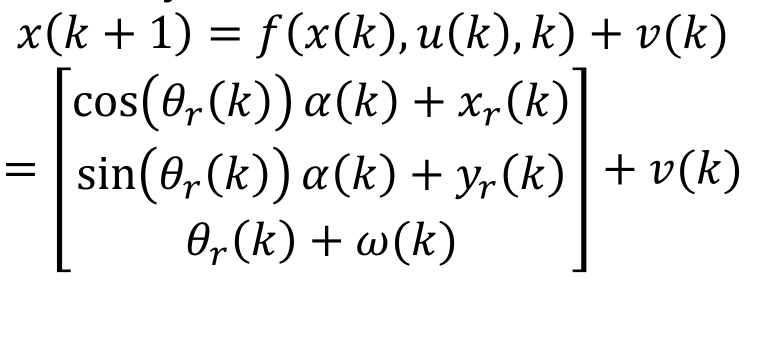 x(k + 1) = f(x(k), u(k), k) + v(k)
= [cos(θ_r(k)) α(k) + x_r(k)
sin(θ_r(k)) α(k) + y_r(k)
θ_r(k) + ω(k)] + v(k)